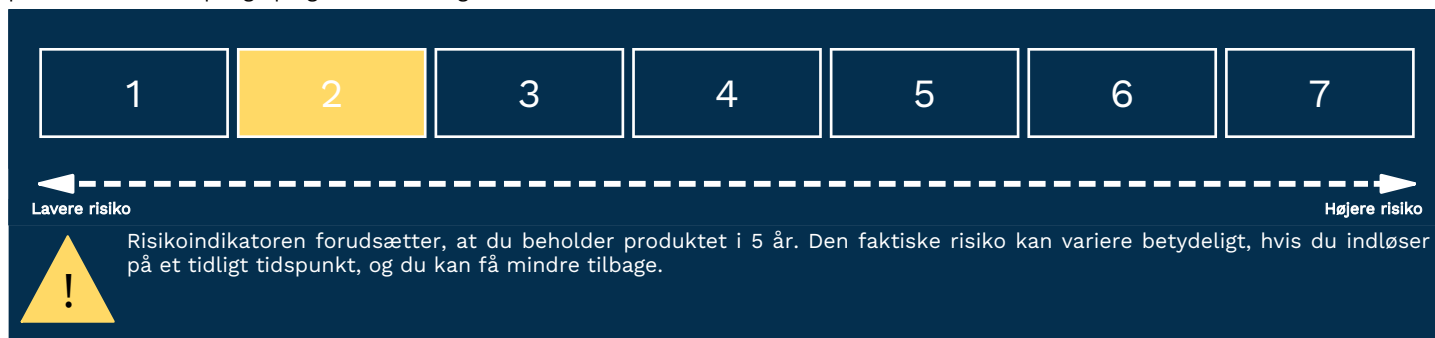 1 2 3 4 5 6 7
Lavere risiko Højere risiko
Risikoindikatoren forudsætter, at du beholder produktet i 5 år. Den faktiske risiko kan variere betydeligt, hvis du indløser
på et tidligt tidspunkt, og du kan få mindre tilbage.
!